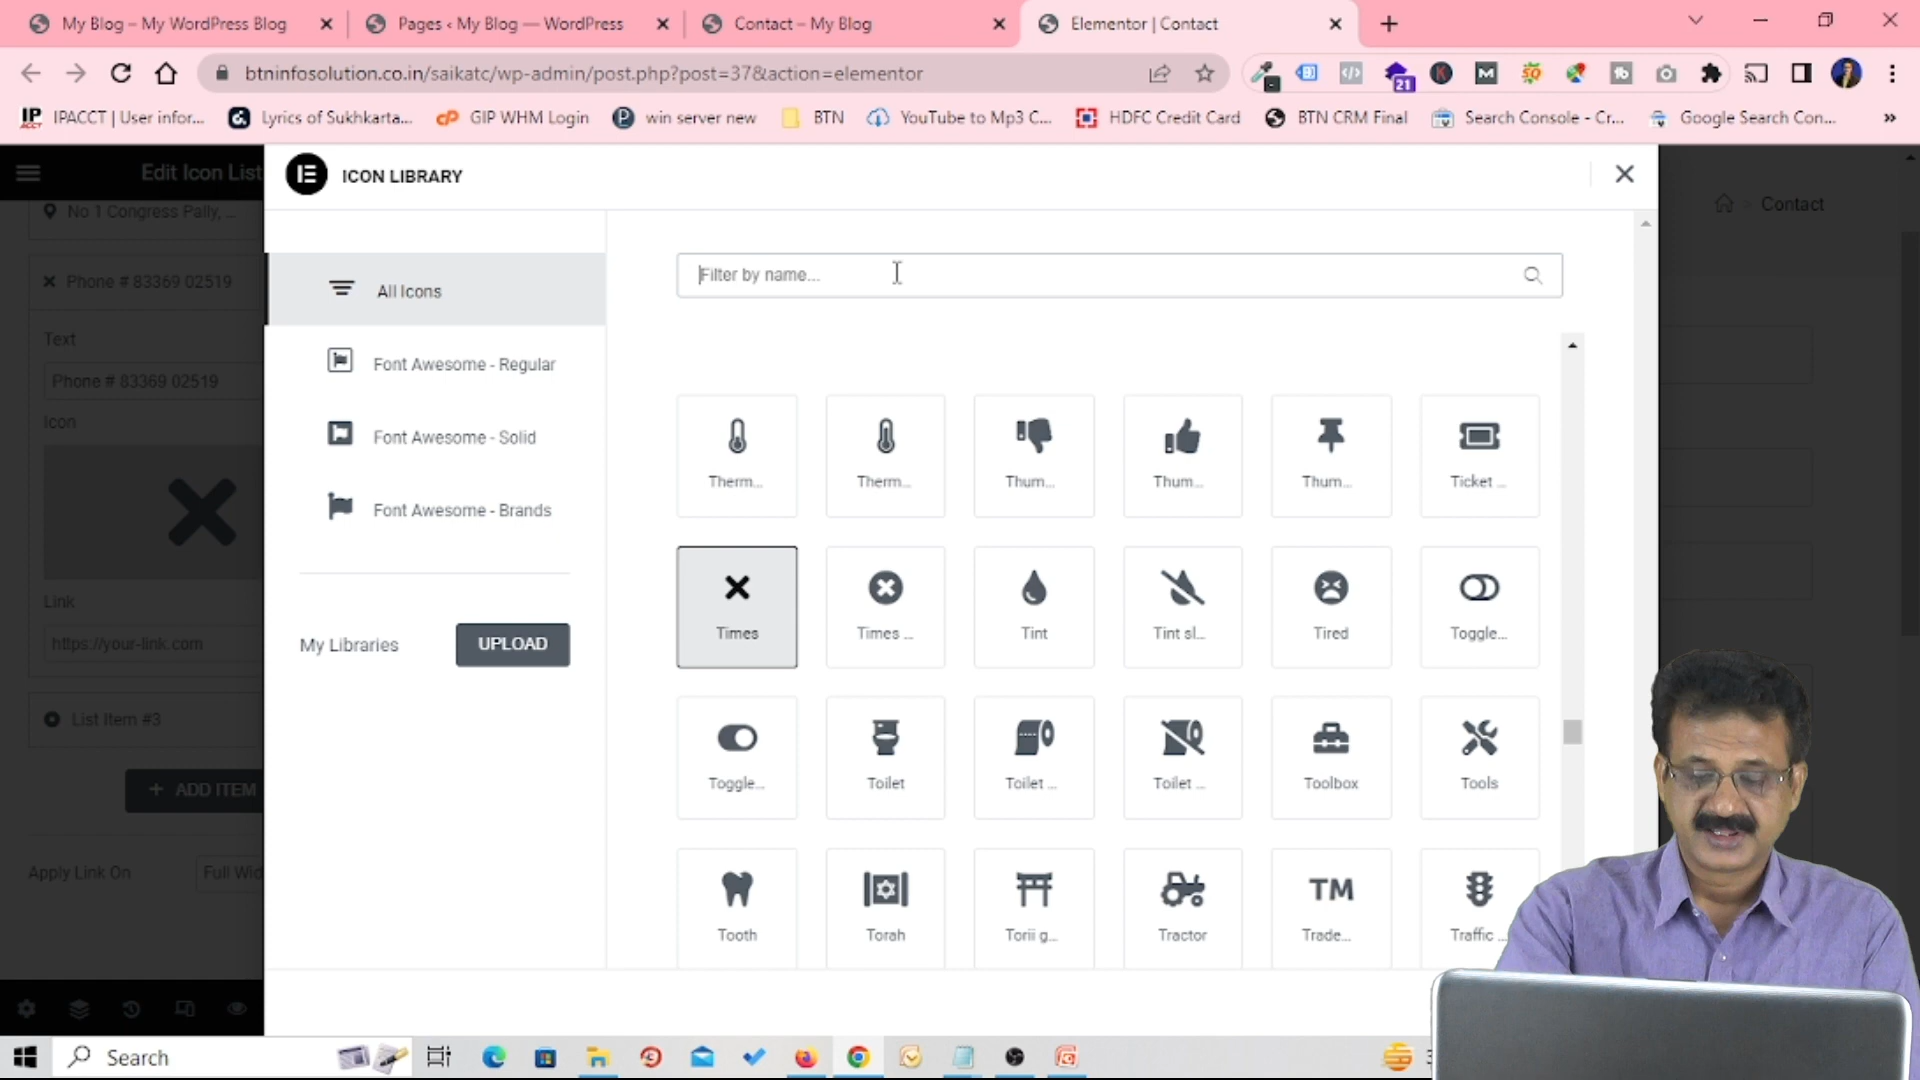 My Blog – My WordPress Blog
Pages ‹ My Blog — WordPress
Contact – My Blog
Elementor | Contact
btninfosolution.co.in/saikatc/wp-admin/post.php?post=37&action=elementor
21
IPACCT | User infor...
Lyrics of Sukhkarta...
GIP WHM Login
win server new
BTN
YouTube to Mp3 C...
HDFC Credit Card
BTN CRM Final
Search Console - Cr...
Google Search Con...
Edit Icon List
ICON LIBRARY
Contact
No 1 Congress Pally, ...
Phone # 83369 02519
Text
Phone # 83369 02519
Icon
Link
https://your-link.com
List Item #3
ADD ITEM
Apply Link On
Full Wid
All Icons
Font Awesome - Regular
Font Awesome - Solid
Font Awesome - Brands
My Libraries
UPLOAD
Filter by name...
Therm...
Therm...
Thum...
Thum...
Thum...
Ticket ...
Times
Times ...
Tint
Tint sl...
Tired
Toggle...
Toggle...
Toilet
Toilet ...
Toilet ...
Toolbox
Tools
Tooth
Torah
Torii g...
Tractor
TM
Trade...
Traffic ...
Search